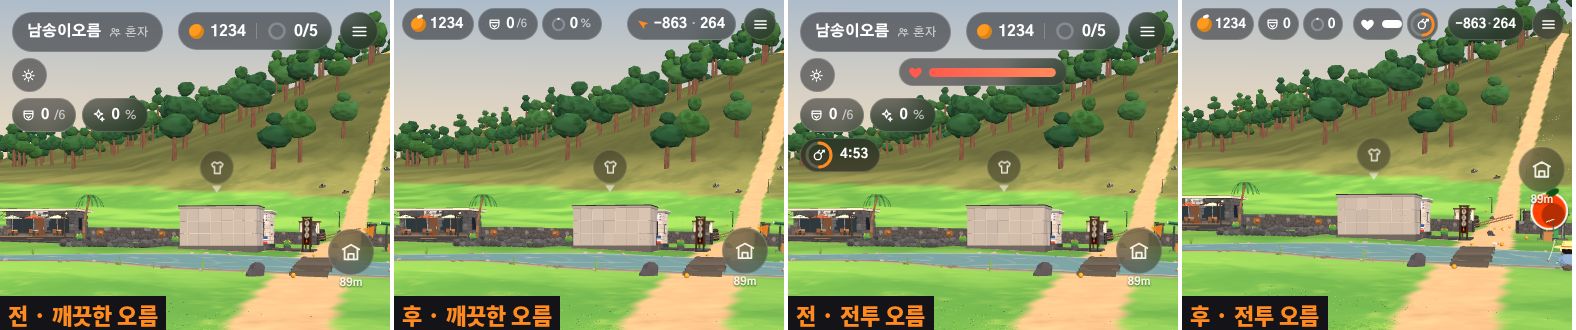 남송이오름 혼자 1234 0/5
0 /6 0 %
89m
전 · 깨끗한 오름
1234 0/6 0 % -863 · 264
89m
후 · 깨끗한 오름
남송이오름 혼자 1234 0/5
0 /6 0 %
4:53
89m
전 · 전투 오름
1234 0 0 -863·264
89m
후 · 전투 오름